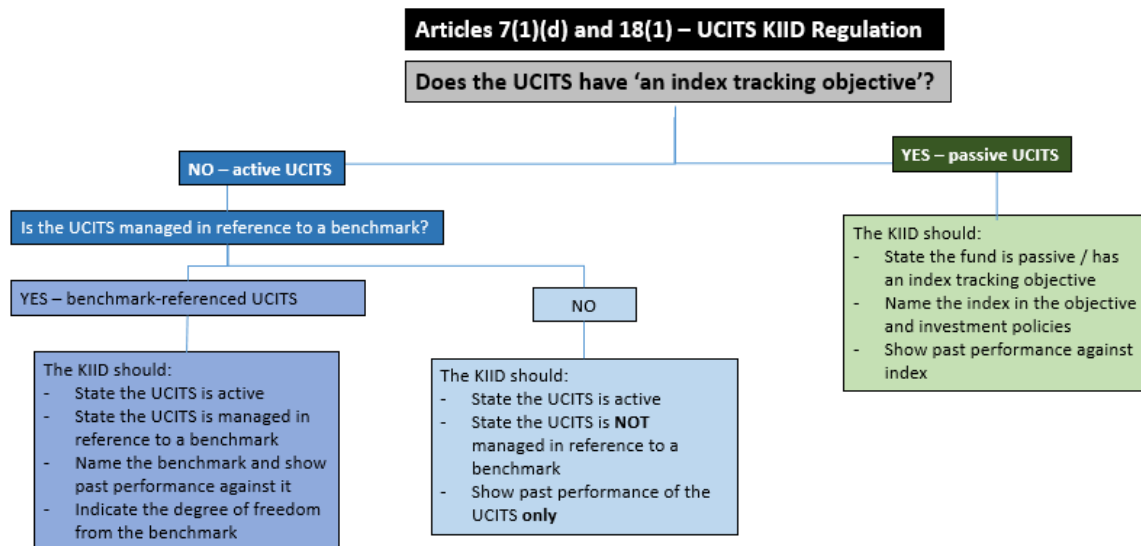 Articles 7(1)(d) and 18(1) – UCITS KIID Regulation
Does the UCITS have ‘an index tracking objective’?
NO – active UCITS
YES – passive UCITS
Is the UCITS managed in reference to a benchmark?
YES – benchmark-referenced UCITS
NO
The KIID should:
- State the UCITS is active
- State the UCITS is managed in
reference to a benchmark
- Name the benchmark and show
past performance against it
- Indicate the degree of freedom
from the benchmark
The KIID should:
- State the UCITS is active
- State the UCITS is NOT
managed in reference to a
benchmark
- Show past performance of the
UCITS only
The KIID should:
- State the fund is passive / has
an index tracking objective
- Name the index in the objective
and investment policies
- Show past performance against
index